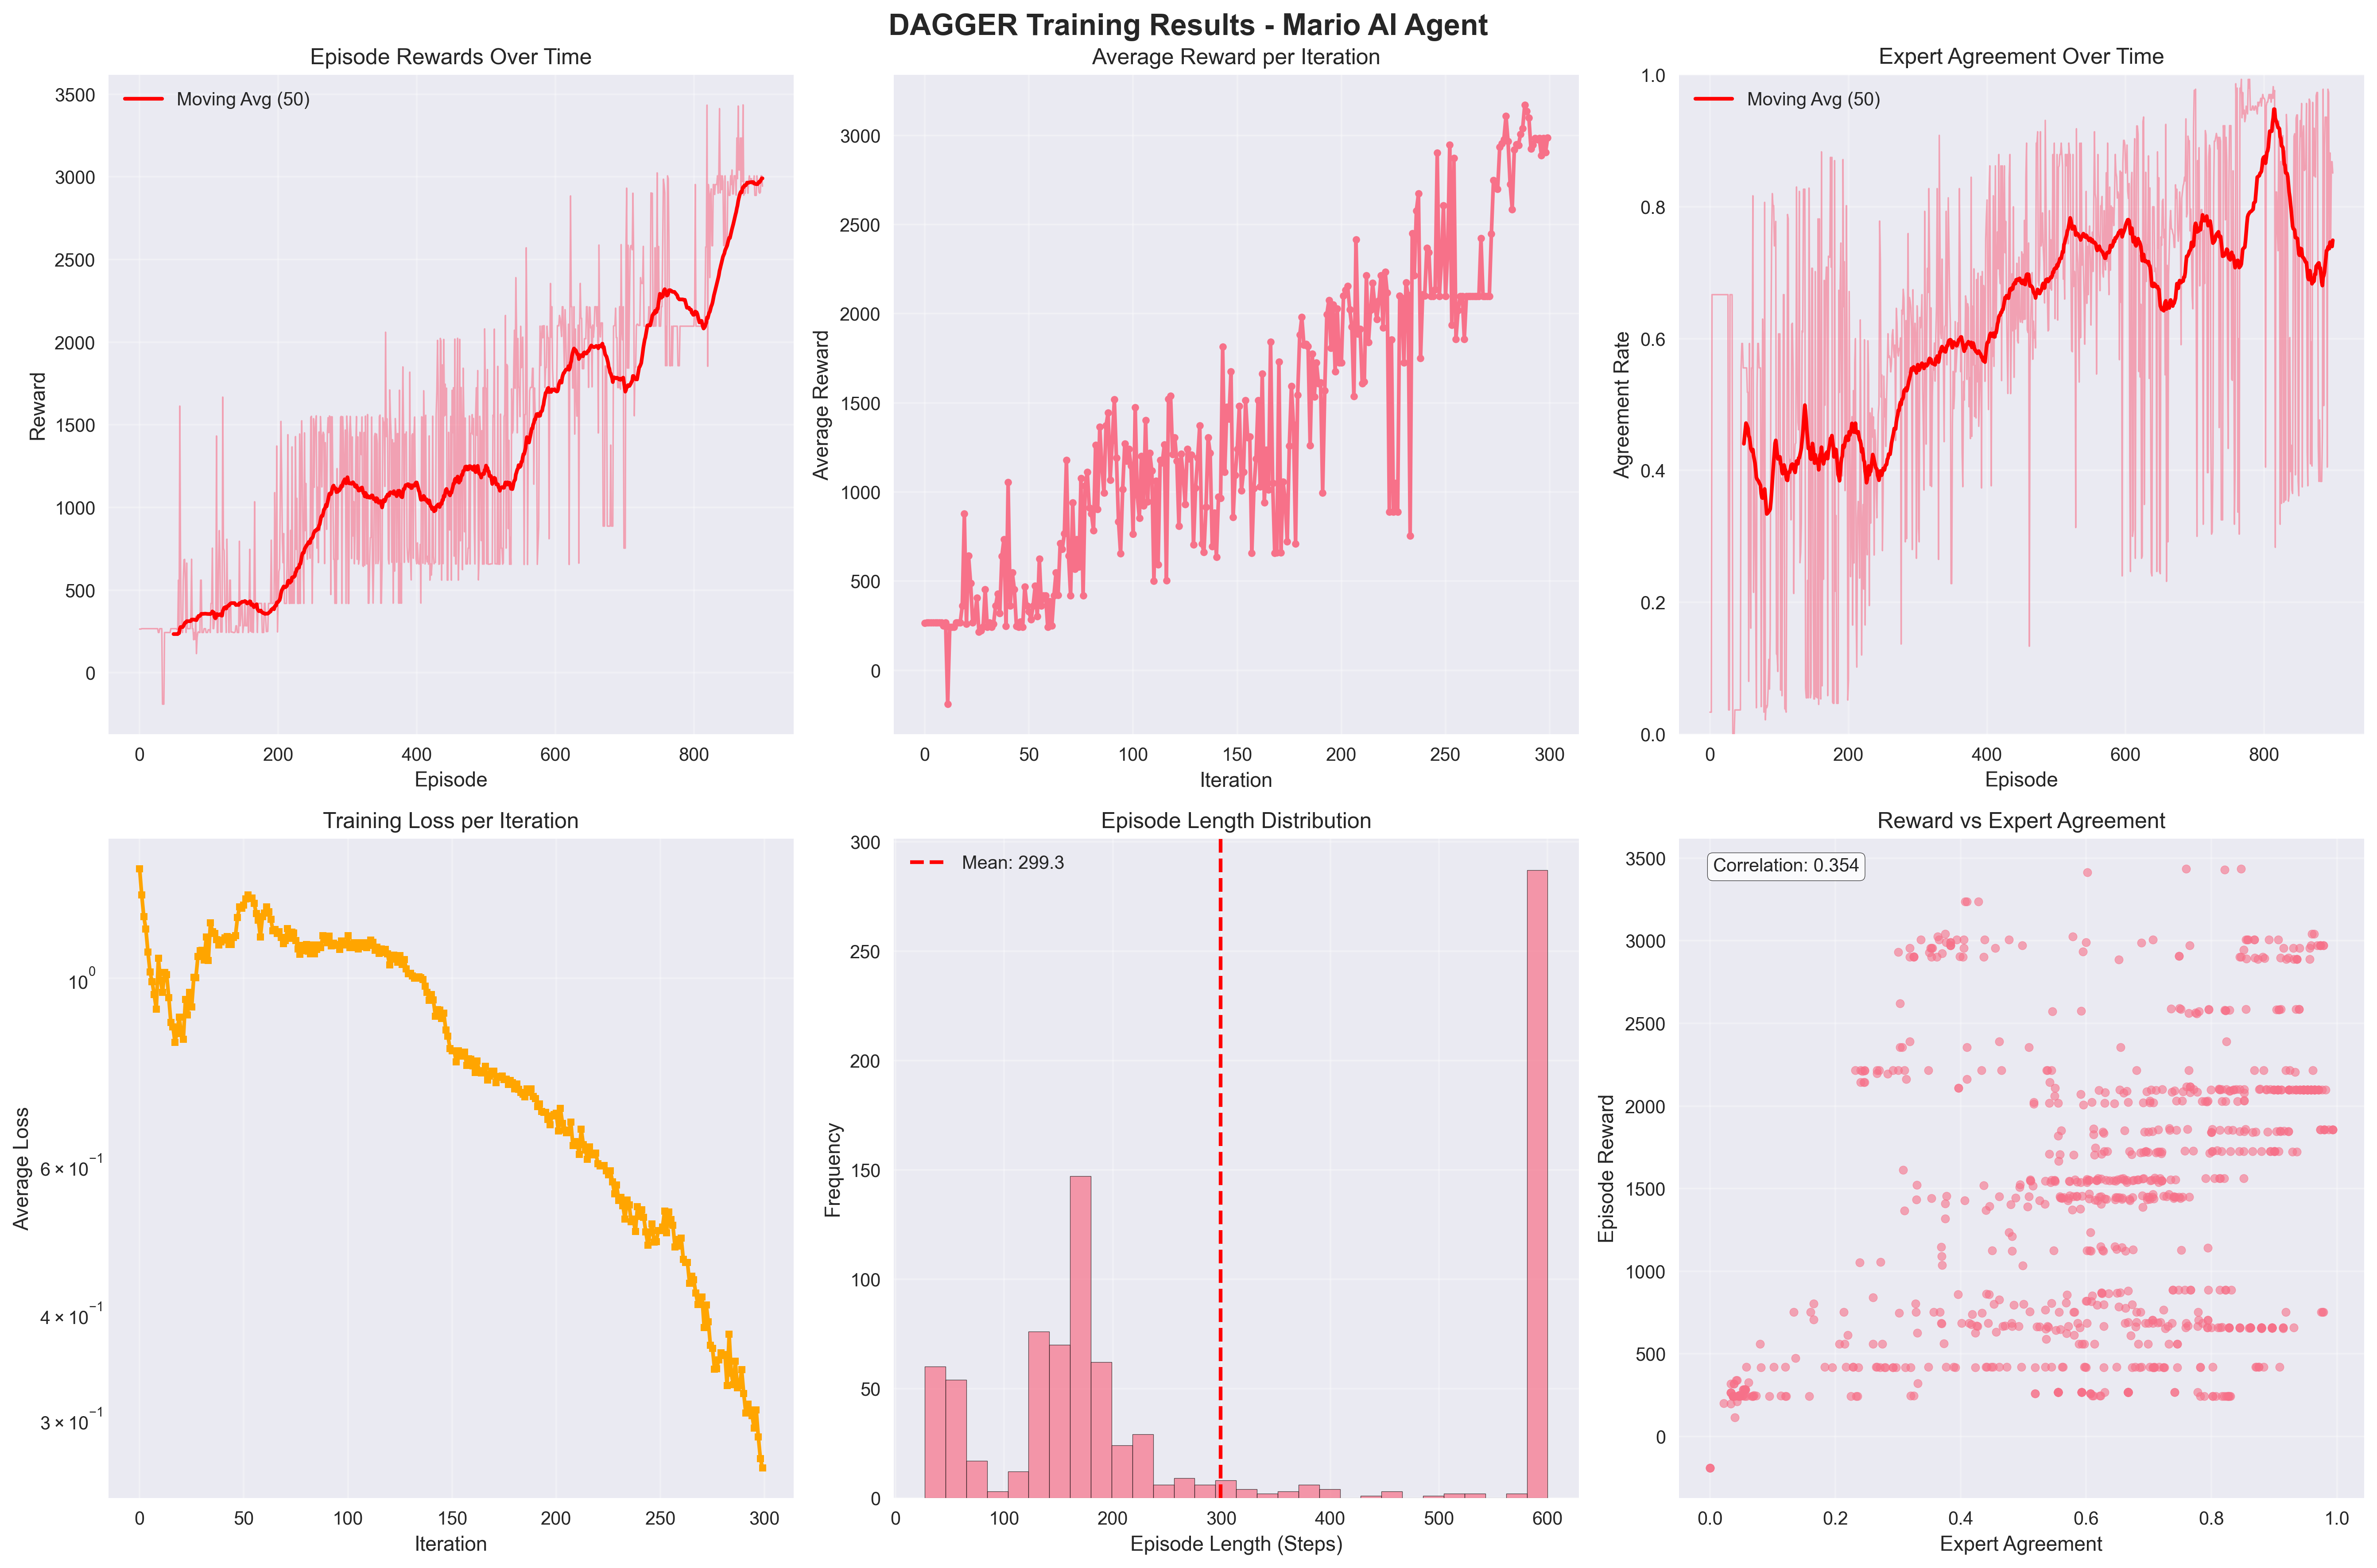 DAGGER Training Results - Mario AI Agent
Episode Rewards Over Time
Moving Avg (50)
3500
3000
2500
2000
1500
1000
500
0
Reward
0 200 400 600 800
Episode
Average Reward per Iteration
3000
2500
2000
1500
1000
500
0
Average Reward
0 50 100 150 200 250 300
Iteration
Expert Agreement Over Time
Moving Avg (50)
1.0
0.8
0.6
0.4
0.2
0.0
Agreement Rate
0 200 400 600 800
Episode
Training Loss per Iteration
10⁰
6 × 10⁻¹
4 × 10⁻¹
3 × 10⁻¹
Average Loss
0 50 100 150 200 250 300
Iteration
Episode Length Distribution
Mean: 299.3
300
250
200
150
100
50
0
Frequency
0 100 200 300 400 500 600
Episode Length (Steps)
Reward vs Expert Agreement
Correlation: 0.354
3500
3000
2500
2000
1500
1000
500
0
Episode Reward
0.0 0.2 0.4 0.6 0.8 1.0
Expert Agreement